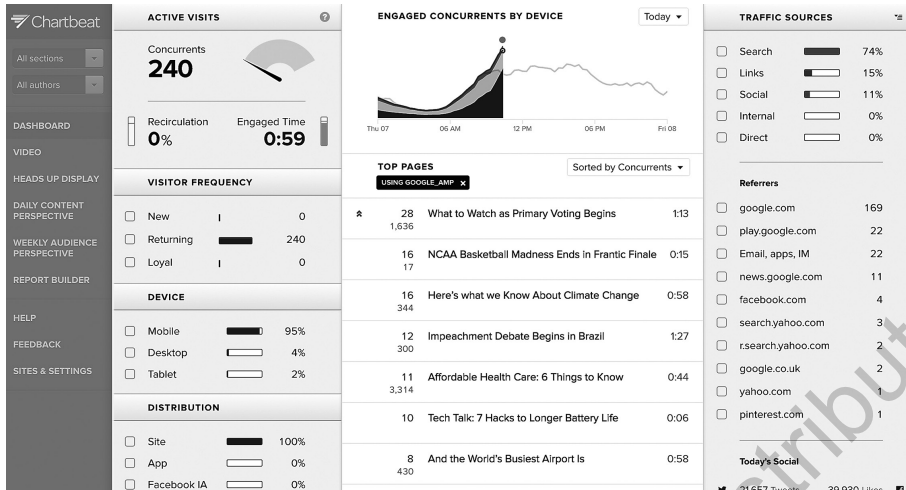 Chartbeat
All sections
All authors
DASHBOARD
VIDEO
HEADS UP DISPLAY
DAILY CONTENT
PERSPECTIVE
WEEKLY AUDIENCE
PERSPECTIVE
REPORT BUILDER
HELP
FEEDBACK
SITES & SETTINGS
ACTIVE VISITS ?
Concurrents
240
Recirculation
0%
Engaged Time
0:59
VISITOR FREQUENCY
New 0
Returning 240
Loyal 0
DEVICE
Mobile 95%
Desktop 4%
Tablet 2%
DISTRIBUTION
Site 100%
App 0%
Facebook IA 0%
ENGAGED CONCURRENTS BY DEVICE
Today
Thu 07 06 AM 12 PM 06 PM Fri 08
TOP PAGES
Sorted by Concurrents
USING GOOGLE_AMP x
28 What to Watch as Primary Voting Begins 1:13
1,636
16 NCAA Basketball Madness Ends in Frantic Finale 0:15
17
16 Here's what we Know About Climate Change 0:58
344
12 Impeachment Debate Begins in Brazil 1:27
300
11 Affordable Health Care: 6 Things to Know 0:44
3,314
10 Tech Talk: 7 Hacks to Longer Battery Life 0:06
8 And the World's Busiest Airport Is 0:58
430
TRAFFIC SOURCES
Search 74%
Links 15%
Social 11%
Internal 0%
Direct 0%
Referrers
google.com 169
play.google.com 22
Email, apps, IM 22
news.google.com 11
facebook.com 4
search.yahoo.com 3
r.search.yahoo.com 2
google.co.uk 2
yahoo.com 1
pinterest.com 1
Today's Social
21,657 Tweets 39,930 Likes